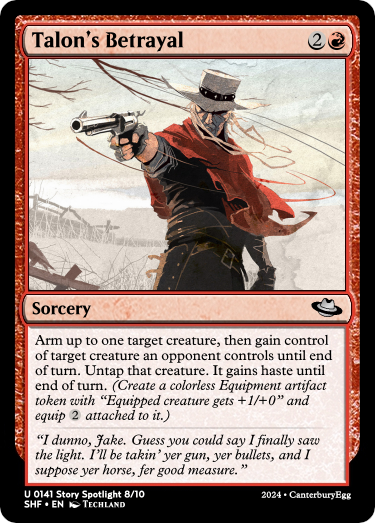 Talon's Betrayal 2
Sorcery
Arm up to one target creature, then gain control
of target creature an opponent controls until end
of turn. Untap that creature. It gains haste until
end of turn. (Create a colorless Equipment artifact
token with “Equipped creature gets +1/+0” and
equip 2 attached to it.)
“I dunno, Jake. Guess you could say I finally saw
the light. I'll be takin' yer gun, yer bullets, and I
suppose yer horse, fer good measure.”
U 0141 Story Spotlight 8/10
SHF • EN Techland
2024 • CanterburyEgg